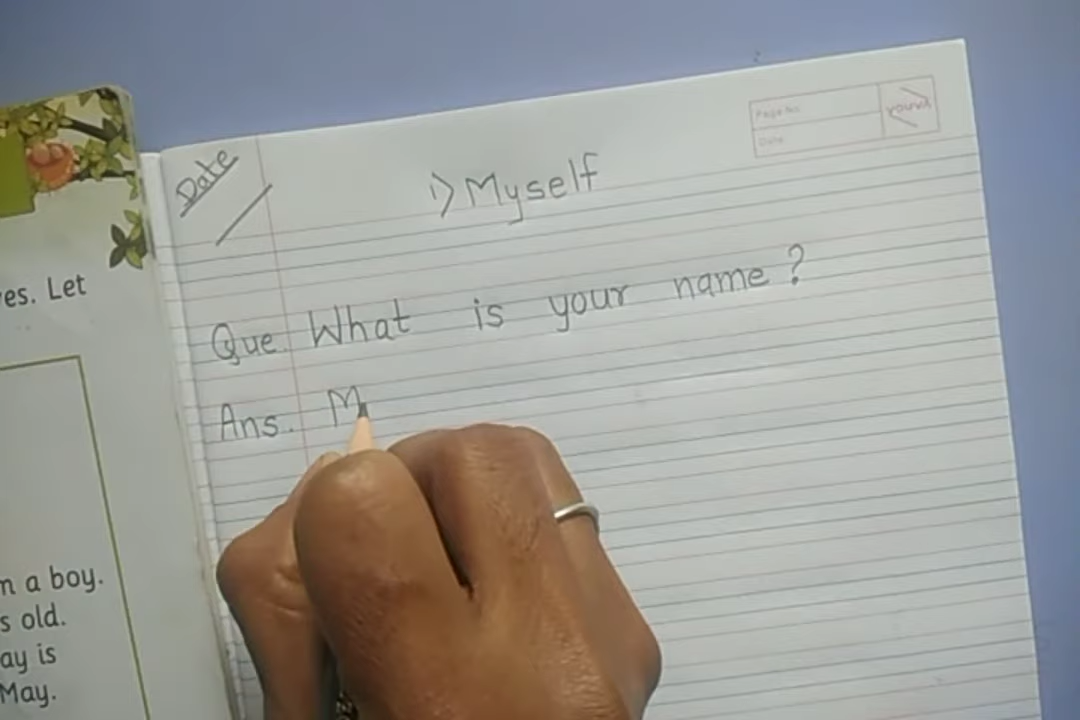 es. Let
m a boy.
s old.
ay is
May.
Date
1) Myself
Page No.
Date
youva
Que. What is your name?
Ans. M